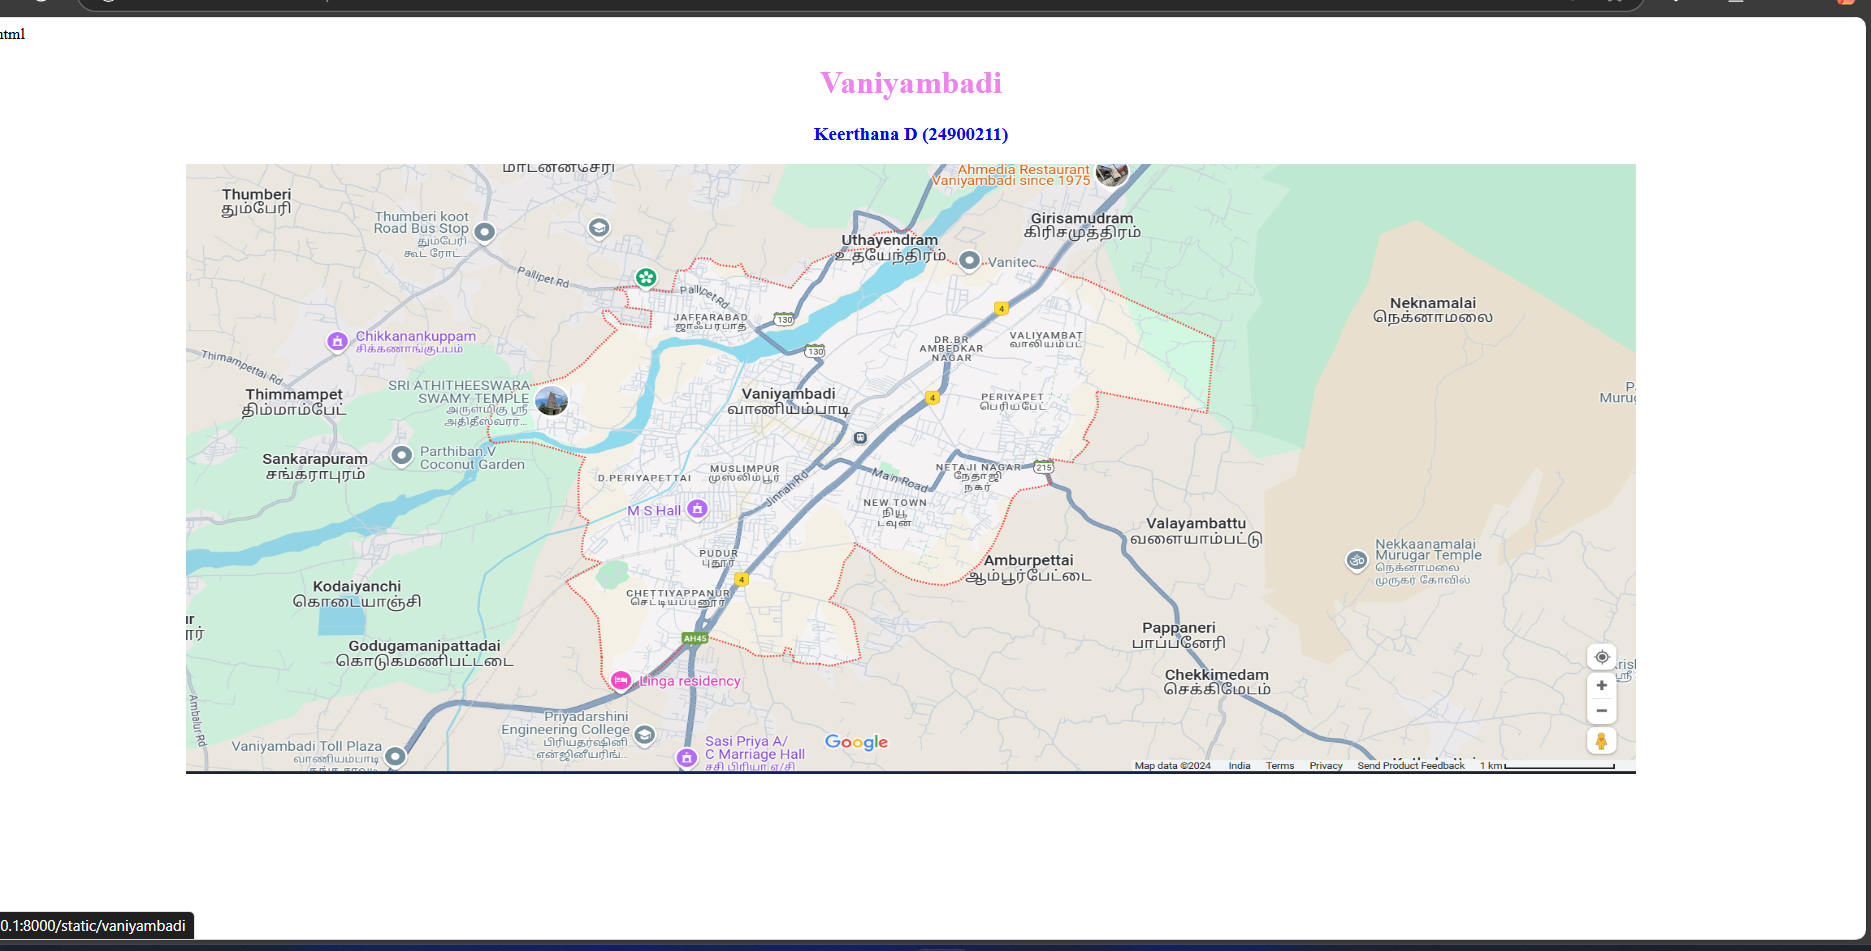 html
Vaniyambadi
Keerthana D (24900211)
மாடனன்சேரி
Ahmedia Restaurant
Vaniyambadi since 1975
Thumberi
தும்பேரி
Thumberi koot
Road Bus Stop
தும்பேரி
கூட் ரோட...
Girisamudram
கிரிசமுத்திரம்
Uthayendram
உதயேந்திரம்
Vanitec
Pallipet Rd
Pallipet Rd
Neknamalai
நெக்னாமலை
4
JAFFARABAD
ஜாஃபரபாத்
130
Chikkanankuppam
சிக்கணாங்குப்பம்
DR.BR
AMBEDKAR
NAGAR
VALIYAMBAT
வாலியம்பட்
130
Thimampettai Rd
Thimmampet
திம்மாம்பேட்
SRI ATHITHEESWARA
SWAMY TEMPLE
அருள்மிகு ஸ்ரீ
அதிதீஸ்வரர்...
Vaniyambadi
வாணியம்பாடி
4
PERIYAPET
பெரியபேட்
Sankarapuram
சங்கராபுரம்
Parthiban.V
Coconut Garden
MUSLIMPUR
முஸ்லிம்பூர்
D.PERIYAPETTAI
Jinnah Rd
Main Road
NETAJI NAGAR
நேதாஜி
நகர்
215
M S Hall
NEW TOWN
நியூ
டவுன்
Valayambattu
வளையாம்பட்டு
Nekkaanamalai
Murugar Temple
நெக்னாமலை
முருகர் கோவில்
PUDUR
புதூர்
Amburpettai
ஆம்பூர்பேட்டை
4
Kodaiyanchi
கொடையாஞ்சி
CHETTIYAPPANUR
செட்டியப்பனூர்
Godugamanipattadai
கொடுகமணிபட்டடை
AH45
Pappaneri
பாப்பனேரி
Linga residency
Chekkimedam
செக்கிமேடம்
Ambalur Rd
Priyadarshini
Engineering College
பிரியதர்ஷினி
என்ஜினீயரிங்...
Vaniyambadi Toll Plaza
வாணியம்பாடி
Sasi Priya A/
C Marriage Hall
சசி பிரியா ஏ/சி
Google
Map data ©2024 India Terms Privacy Send Product Feedback 1 km
0.1:8000/static/vaniyambadi